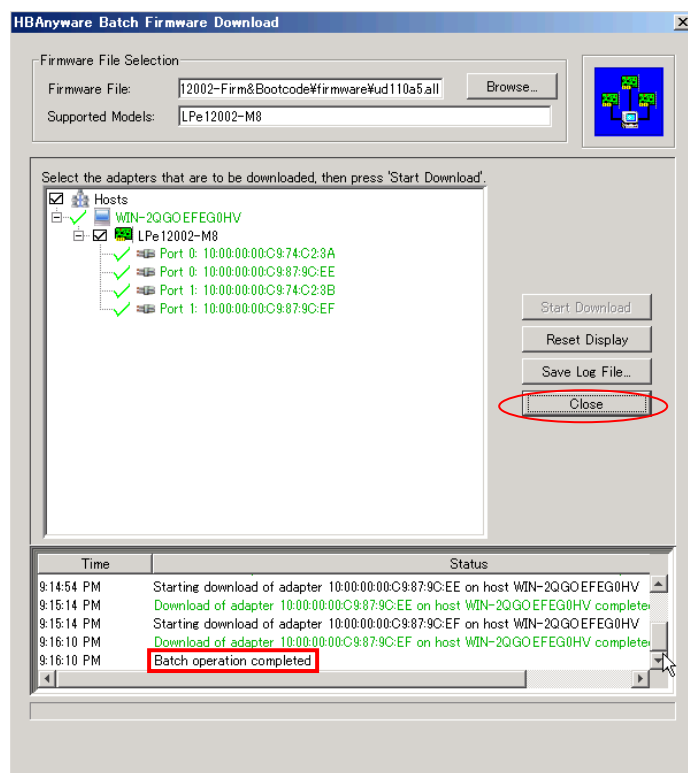 HBAnyware Batch Firmware Download
Firmware File Selection
Firmware File: 12002-Firm&Bootcode¥firmware¥ud110a5.all Browse...
Supported Models: LPe12002-M8
Select the adapters that are to be downloaded, then press 'Start Download'.
Hosts
WIN-2QGOEFEG0HV
LPe12002-M8
Port 0: 10:00:00:00:C9:74:C2:3A
Port 0: 10:00:00:00:C9:87:9C:EE
Port 1: 10:00:00:00:C9:74:C2:3B
Port 1: 10:00:00:00:C9:87:9C:EF
Start Download
Reset Display
Save Log File...
Close
Time Status
9:14:54 PM Starting download of adapter 10:00:00:00:C9:87:9C:EE on host WIN-2QGOEFEG0HV
9:15:14 PM Download of adapter 10:00:00:00:C9:87:9C:EE on host WIN-2QGOEFEG0HV complete
9:15:14 PM Starting download of adapter 10:00:00:00:C9:87:9C:EF on host WIN-2QGOEFEG0HV
9:16:10 PM Download of adapter 10:00:00:00:C9:87:9C:EF on host WIN-2QGOEFEG0HV complete
9:16:10 PM Batch operation completed